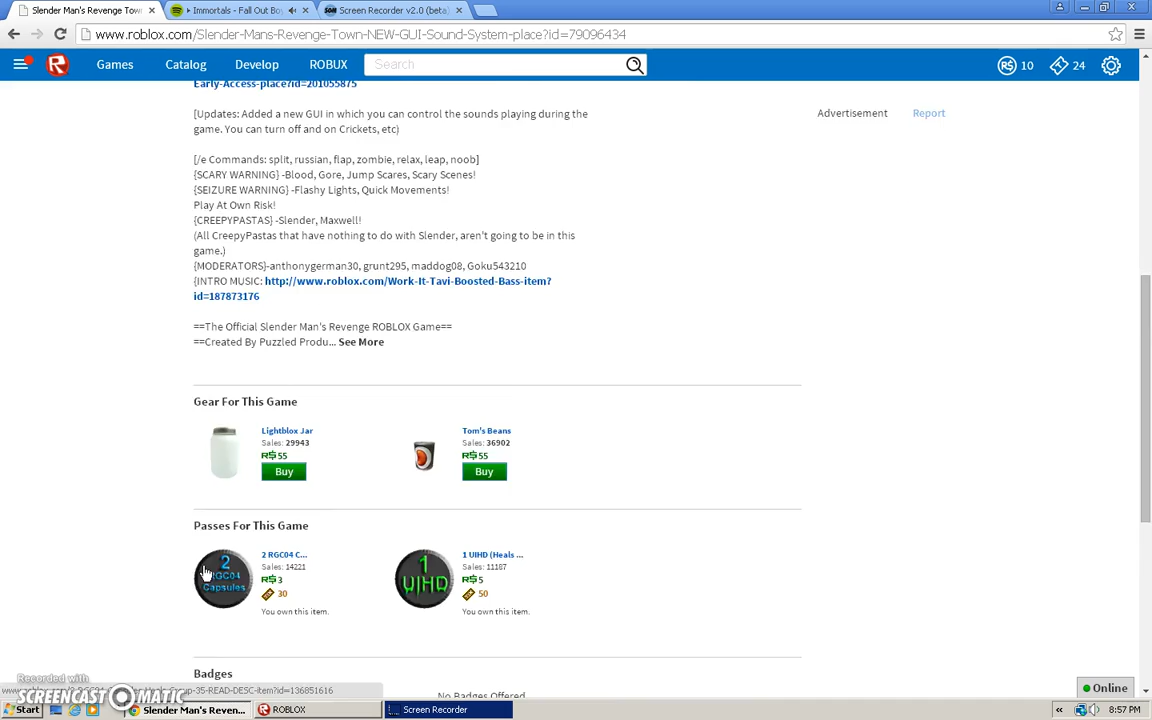 Slender Man's Revenge Tow
Immortals - Fall Out Bo
Screen Recorder v2.0 (beta)
www.roblox.com/Slender-Mans-Revenge-Town-NEW-GUI-Sound-System-place?id=79096434
Games
Catalog
Develop
ROBUX
Search
R$ 10
24
Early-Access-place?id=201055875
Advertisement
Report
[Updates: Added a new GUI in which you can control the sounds playing during the
game. You can turn off and on Crickets, etc)
[/e Commands: split, russian, flap, zombie, relax, leap, noob]
{SCARY WARNING} -Blood, Gore, Jump Scares, Scary Scenes!
{SEIZURE WARNING} -Flashy Lights, Quick Movements!
Play At Own Risk!
{CREEPYPASTAS} -Slender, Maxwell!
(All CreepyPastas that have nothing to do with Slender, aren't going to be in this
game.)
{MODERATORS}-anthonygerman30, grunt295, maddog08, Goku543210
{INTRO MUSIC: http://www.roblox.com/Work-It-Tavi-Boosted-Bass-item?
id=187873176
==The Official Slender Man's Revenge ROBLOX Game==
==Created By Puzzled Produ... See More
Gear For This Game
Lightblox Jar
Sales: 29943
R$ 55
Buy
Tom's Beans
Sales: 36902
R$ 55
Buy
Passes For This Game
2
RGC04
Capsules
2 RGC04 C...
Sales: 14221
R$ 3
30
You own this item.
1
UIHD
1 UIHD (Heals ...
Sales: 11187
R$ 5
50
You own this item.
Badges
No Badges Offered
Online
Recorded with
SCREENCAST-O-MATIC
Start
Slender Man's Reven...
ROBLOX
Screen Recorder
8:57 PM